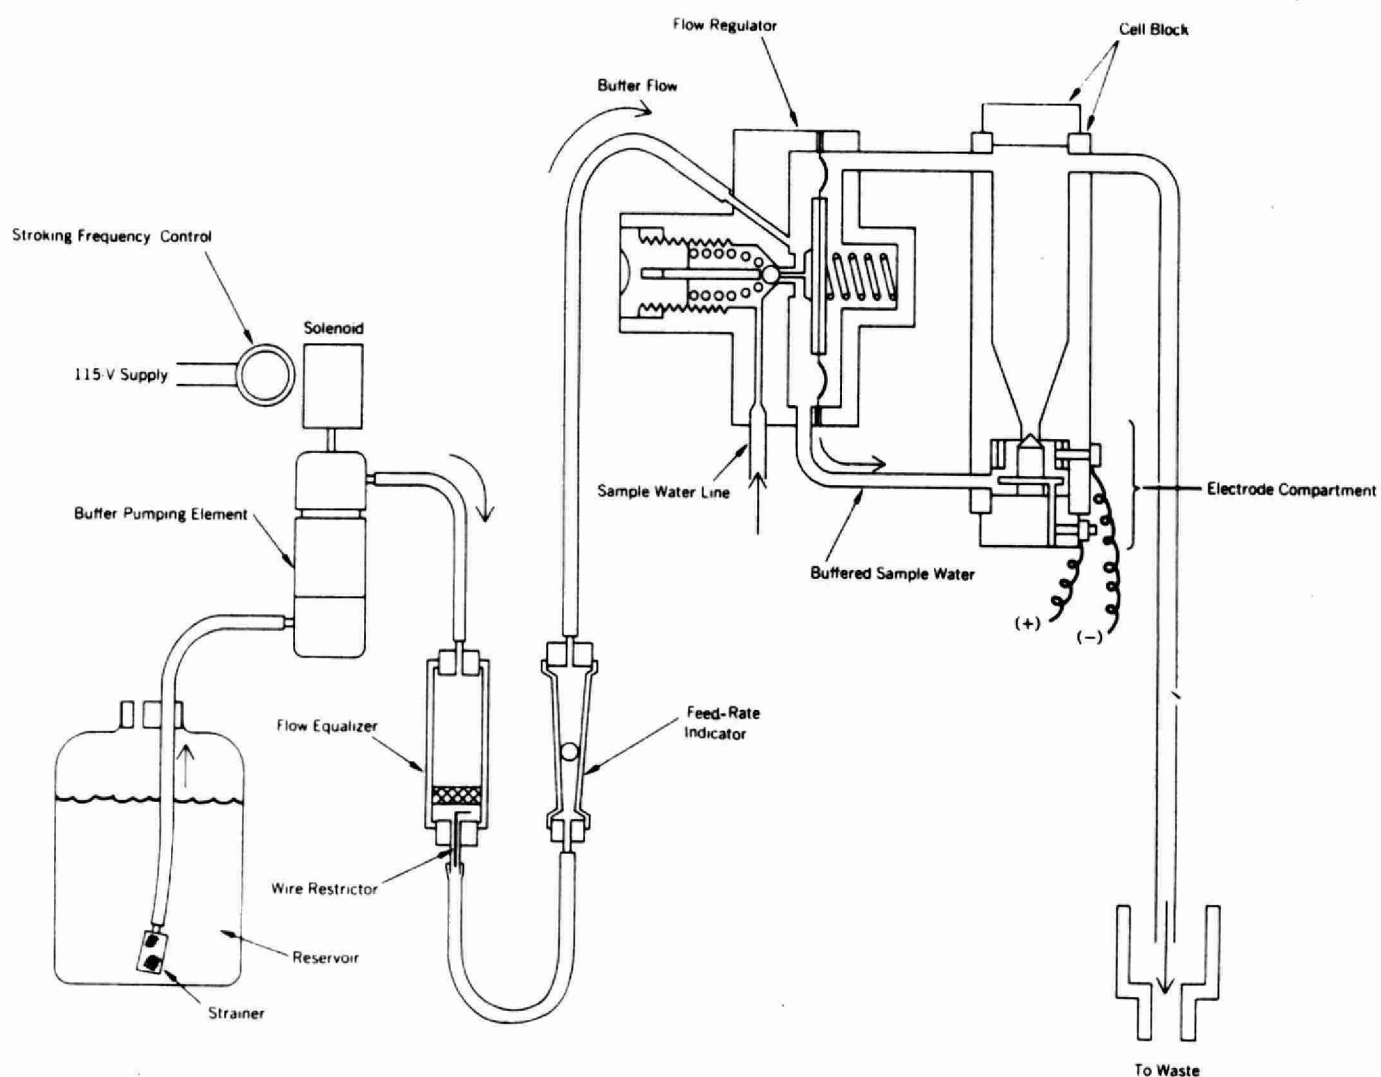 Flow Regulator
Cell Block
Buffer Flow
Stroking Frequency Control
Solenoid
115-V Supply
Sample Water Line
Electrode Compartment
Buffer Pumping Element
Buffered Sample Water
(+)
(-)
Flow Equalizer
Feed-Rate
Indicator
Wire Restrictor
Reservoir
Strainer
To Waste